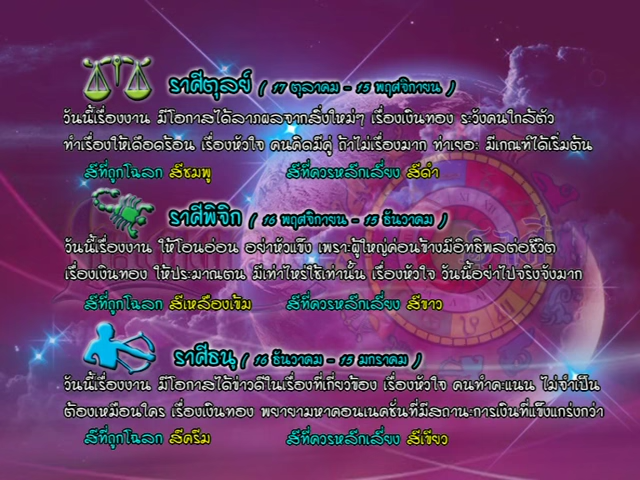 ราศีตุลย์ ( 17 ตุลาคม - 15 พฤศจิกายน )
วันนี้เรื่องงาน มีโอกาสได้ลาภผลจากสิ่งใหม่ๆ เรื่องเงินทอง ระวังคนใกล้ตัว
ทำเรื่องให้เดือดร้อน เรื่องหัวใจ คนคิดมีคู่ ถ้าไม่เรื่องมาก ท่าเยอะ มีเกณฑ์ได้เริ่มต้น
สีที่ถูกโฉลก สีชมพู สีที่ควรหลีกเลี่ยง สีดำ
ราศีพิจิก ( 16 พฤศจิกายน - 15 ธันวาคม )
วันนี้เรื่องงาน ให้โอนอ่อน อย่าหัวแข็ง เพราะผู้ใหญ่ค่อนข้างมีอิทธิพลต่อชีวิต
เรื่องเงินทอง ให้ประมาณตน มีเท่าไหร่ใช้เท่านั้น เรื่องหัวใจ วันนี้อย่าไปจริงจังมาก
สีที่ถูกโฉลก สีเหลืองเข้ม สีที่ควรหลีกเลี่ยง สีขาว
ราศีธนู ( 16 ธันวาคม - 15 มกราคม )
วันนี้เรื่องงาน มีโอกาสได้ข่าวดีในเรื่องที่เกี่ยวข้อง เรื่องหัวใจ คนทำคะแนน ไม่จำเป็น
ต้องเหมือนใคร เรื่องเงินทอง พยายามหาคอนเนคชั่นที่มีสถานะการเงินที่แข็งแกร่งกว่า
สีที่ถูกโฉลก สีครีม สีที่ควรหลีกเลี่ยง สีเขียว